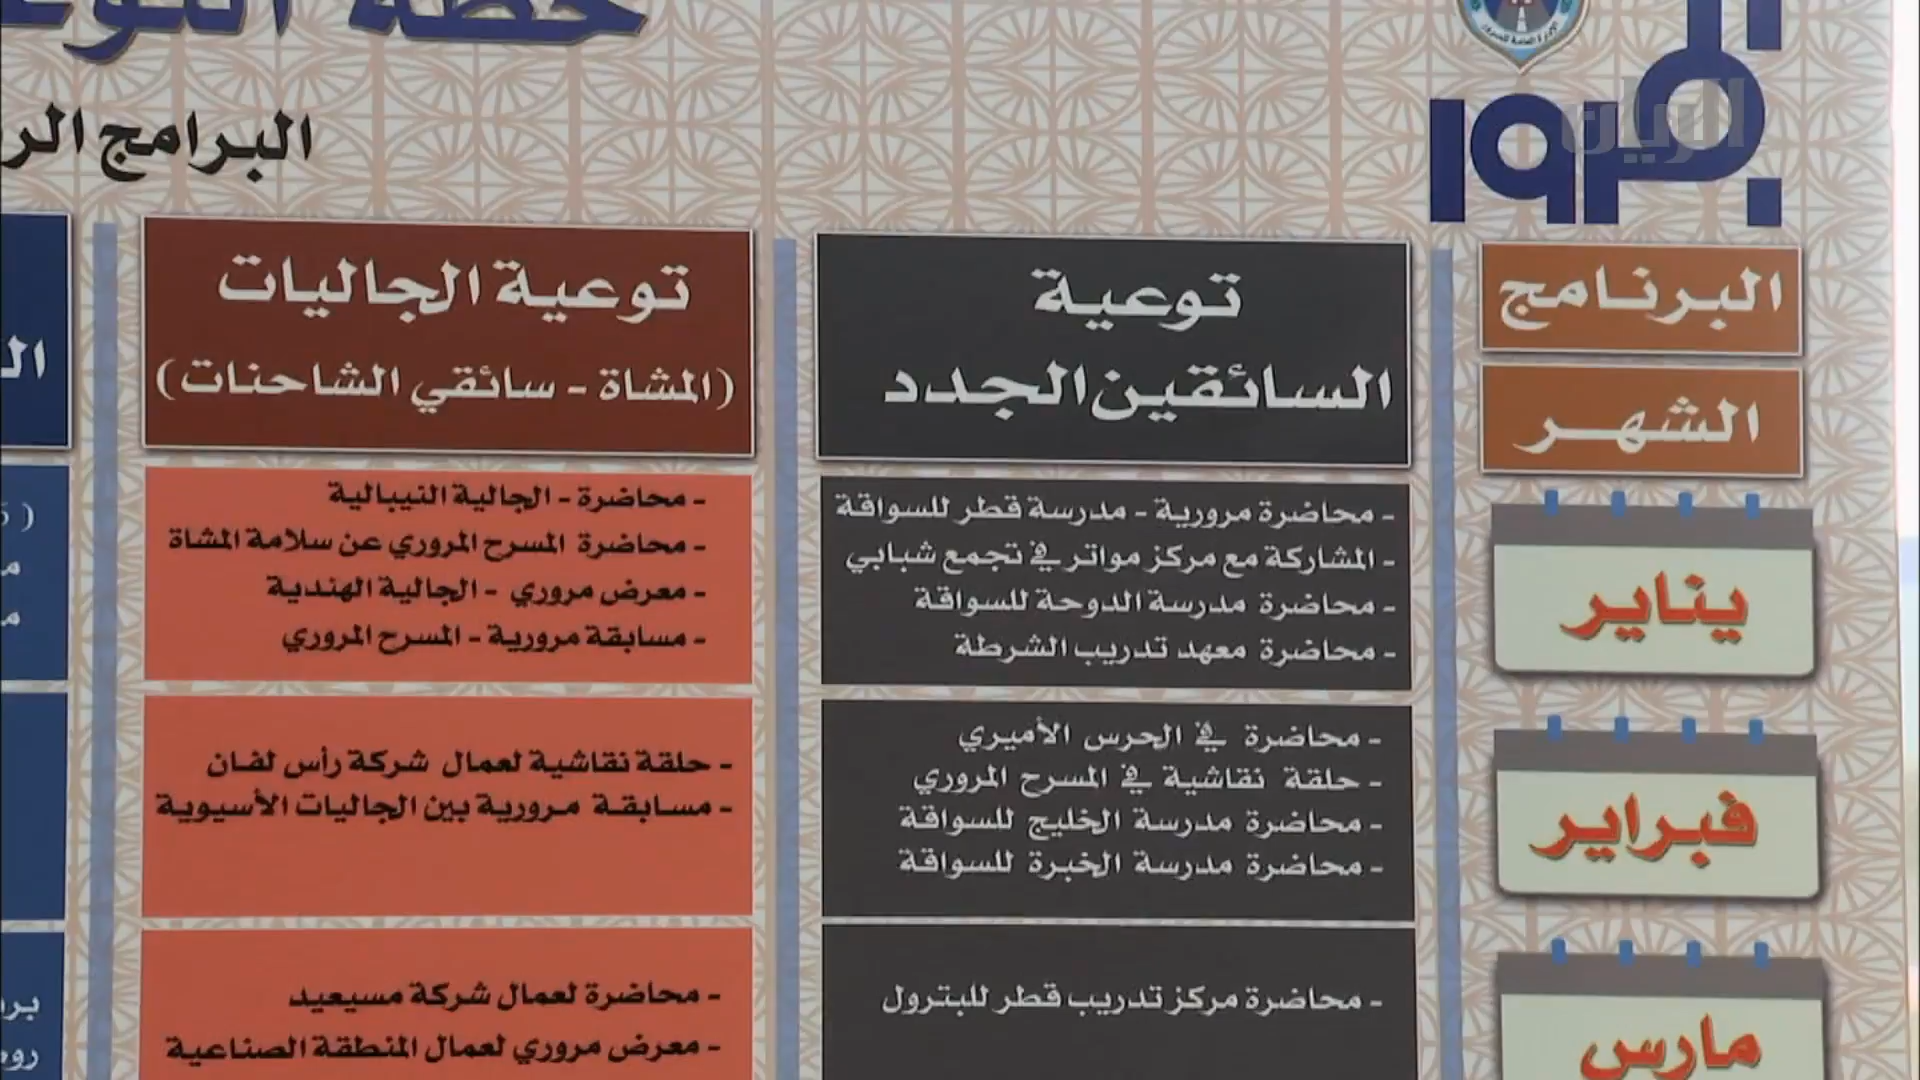 المرور
الريان
البرامج
البرنامج
الشهر
توعية
السائقين الجدد
توعية الجاليات
(المشاة - سائقي الشاحنات)
يناير
- محاضرة مرورية - مدرسة قطر للسواقة
- المشاركة مع مركز مواتر في تجمع شبابي
- محاضرة مدرسة الدوحة للسواقة
- محاضرة معهد تدريب الشرطة
- محاضرة - الجالية النيبالية
- محاضرة المسرح المروري عن سلامة المشاة
- معرض مروري - الجالية الهندية
- مسابقة مرورية - المسرح المروري
فبراير
- محاضرة في الحرس الأميري
- حلقة نقاشية في المسرح المروري
- محاضرة مدرسة الخليج للسواقة
- محاضرة مدرسة الخبرة للسواقة
- حلقة نقاشية لعمال شركة رأس لفان
- مسابقة مرورية بين الجاليات الأسيوية
مارس
- محاضرة مركز تدريب قطر للبترول
- محاضرة لعمال شركة مسيعيد
- معرض مروري لعمال المنطقة الصناعية